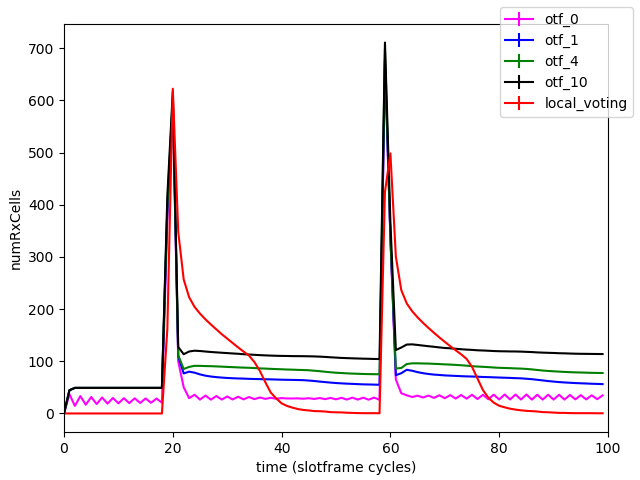 otf_0
otf_1
otf_4
otf_10
local_voting
numRxCells
700
600
500
400
300
200
100
0
0 20 40 60 80 100
time (slotframe cycles)